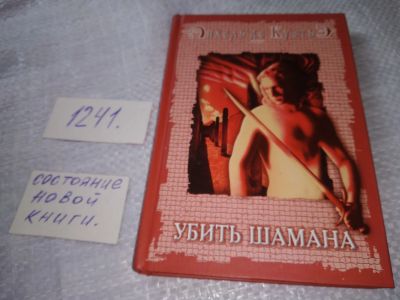 1241.
состояние
новой
книги.
УБИТЬ ШАМАНА